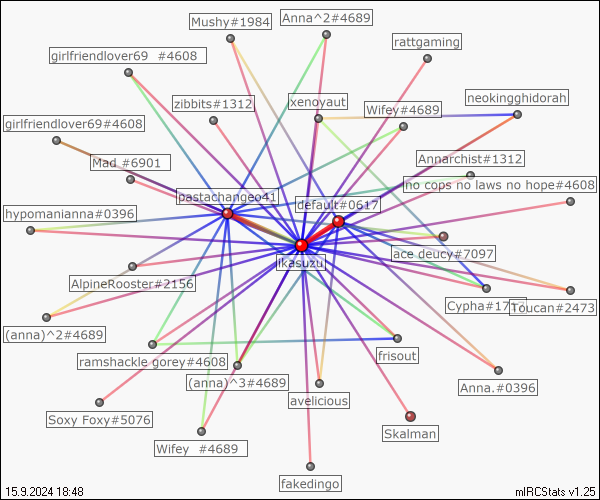 Mushy#1984
Anna^2#4689
rattgaming
girlfriendlover69 #4608
zibbits#1312
xenoyaut
Wifey#4689
neokingghidorah
girlfriendlover69#4608
Mad #6901
Annarchist#1312
no cops no laws no hope#4608
pastachangeo41
default#0617
hypomanianna#0396
ace deucy#7097
jkasuzu
AlpineRooster#2156
Cypha#17
Toucan#2473
(anna)^2#4689
ramshackle gorey#4608
frisout
(anna)^3#4689
Anna.#0396
avelicious
Soxy Foxy#5076
Skalman
Wifey #4689
fakedingo
15.9.2024 18:48
mIRCStats v1.25